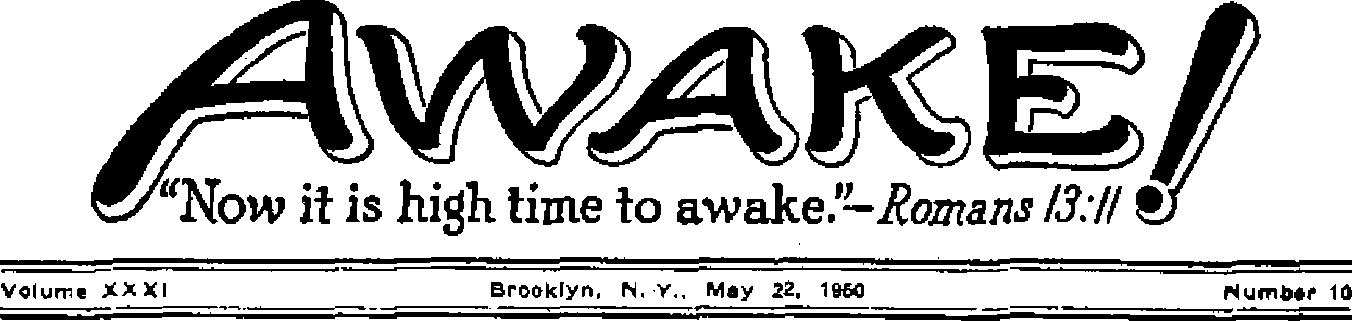 AWAKE!
“Now it is high time to awake.”—Romans 13:11
Volume XXXI Brooklyn, N. Y., May 22, 1950 Number 10